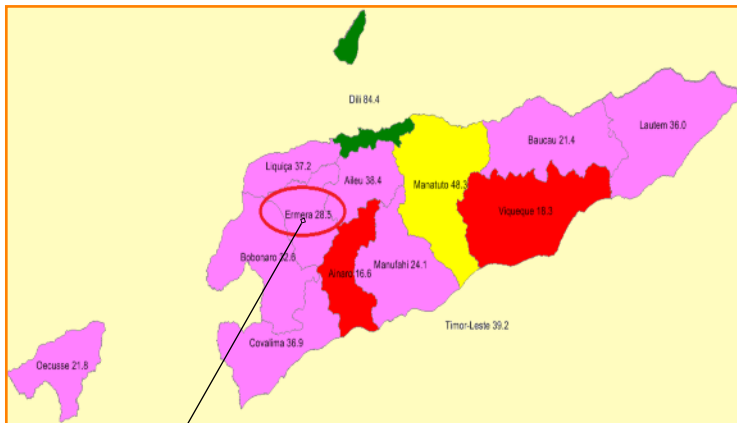 Dili 84.4
Lautem 36.0
Baucau 21.4
Liquiça 37.2
Aileu 38.4
Manatuto 48.3
Viqueque 18.3
Ermera 28.5
Bobonaro 32.6
Ainaro 16.6
Manufahi 24.1
Timor-Leste 39.2
Covalima 36.9
Oecusse 21.8